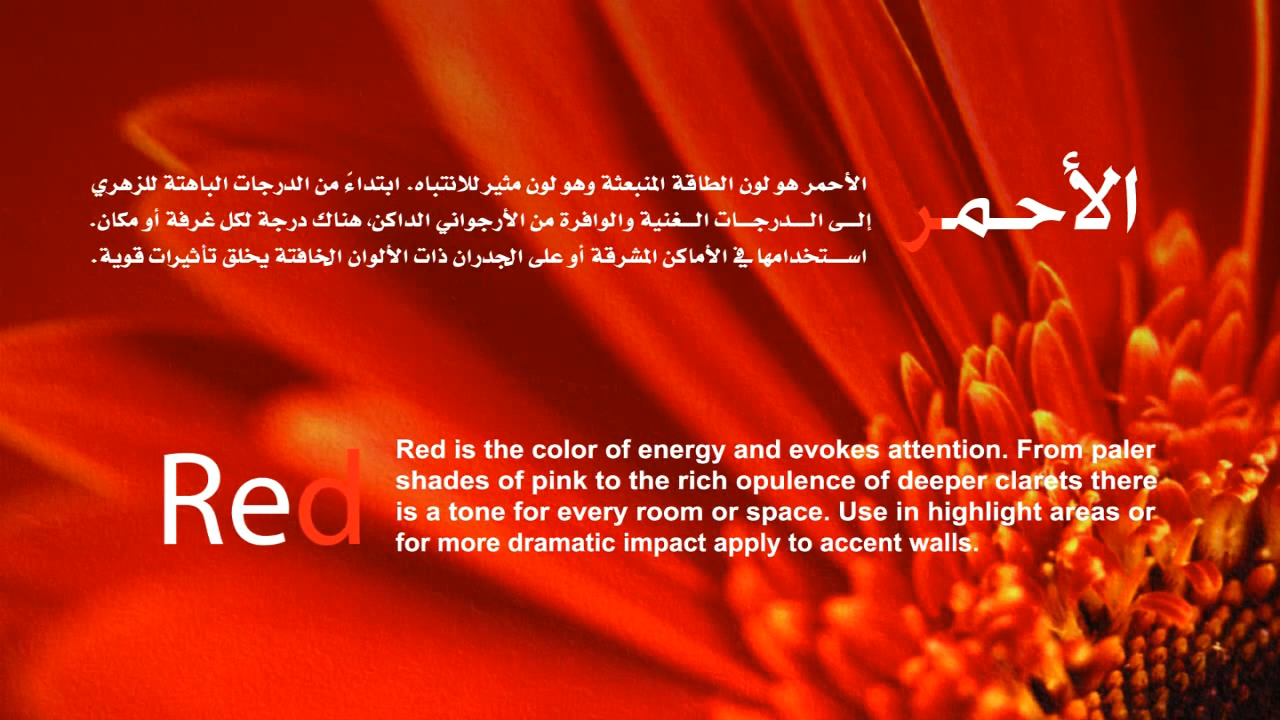 الأحمر
الأحمر هو لون الطاقة المنبعثة وهو لون مثير للانتباه. ابتداءً من الدرجات الباهتة للزهري
إلى الدرجات الغنية والوافرة من الأرجواني الداكن، هناك درجة لكل غرفة أو مكان.
استخدامها في الأماكن المشرقة أو على الجدران ذات الألوان الخافتة يخلق تأثيرات قوية.
Red
Red is the color of energy and evokes attention. From paler
shades of pink to the rich opulence of deeper clarets there
is a tone for every room or space. Use in highlight areas or
for more dramatic impact apply to accent walls.